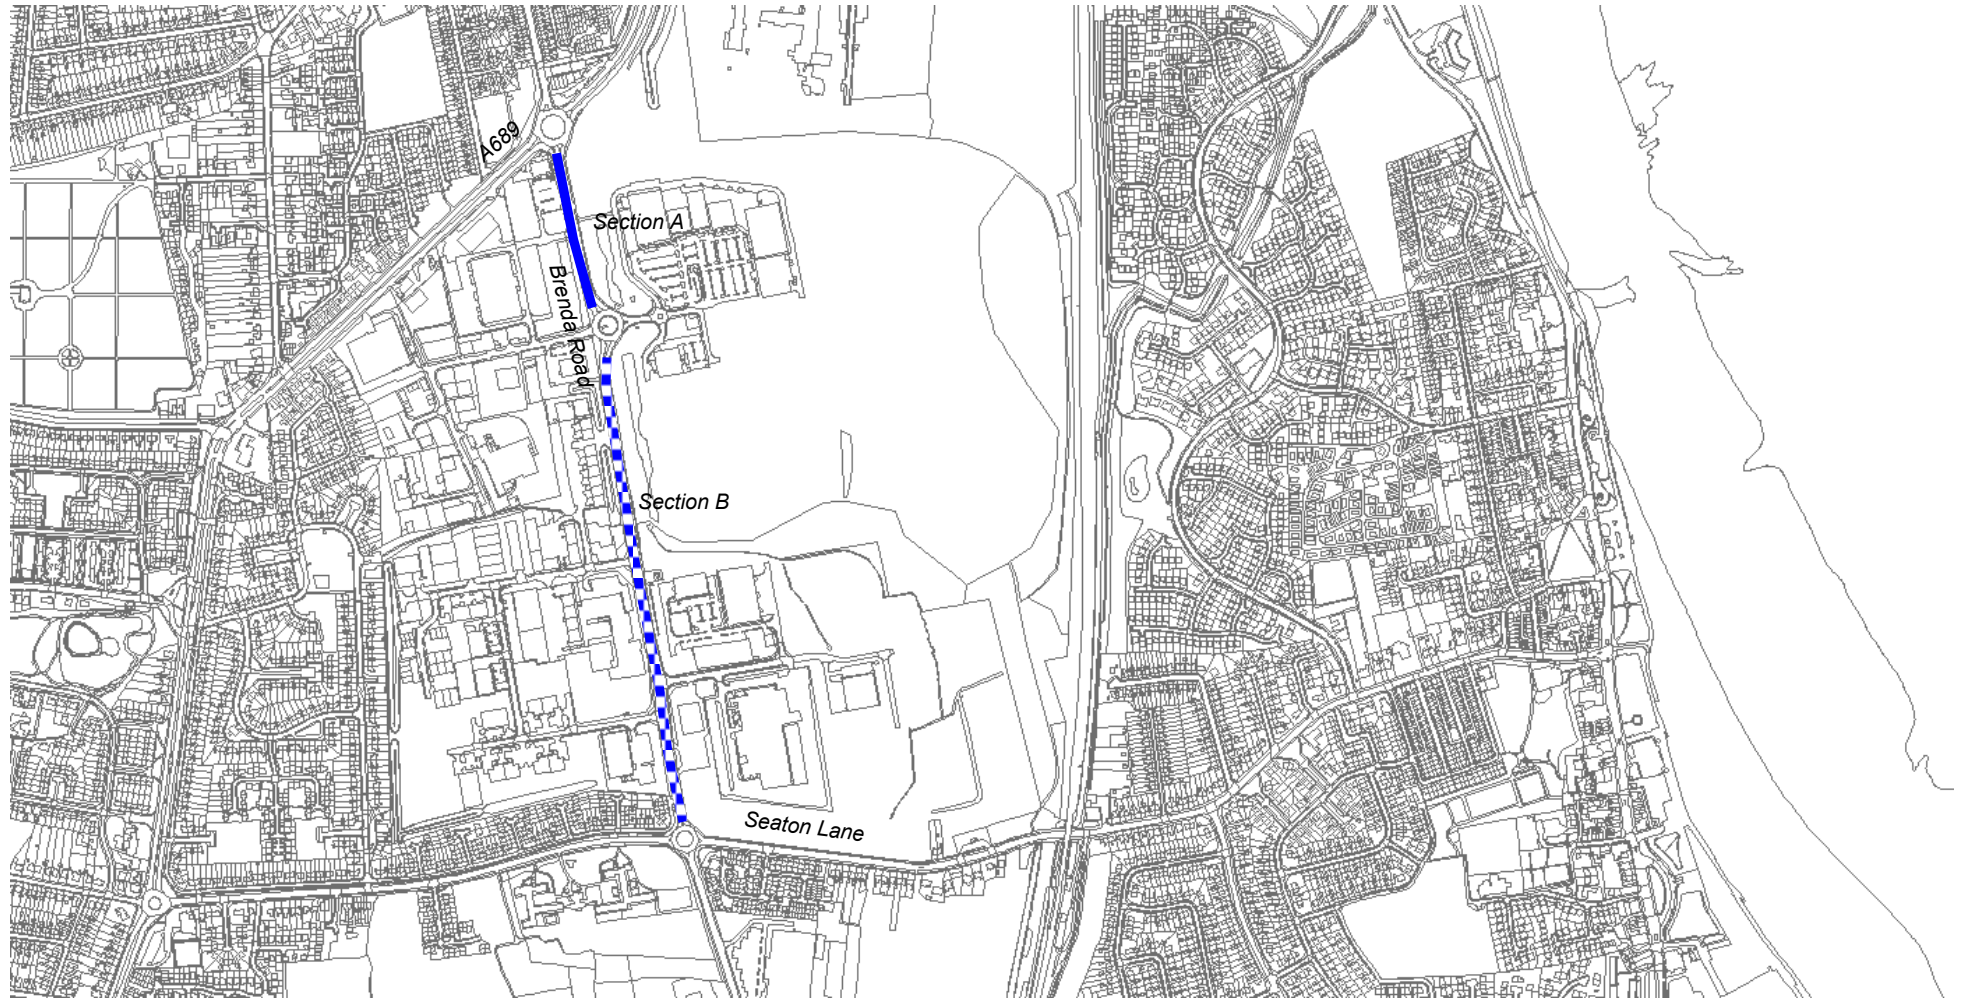 A689
Section A
Brenda Road
Section B
Seaton Lane